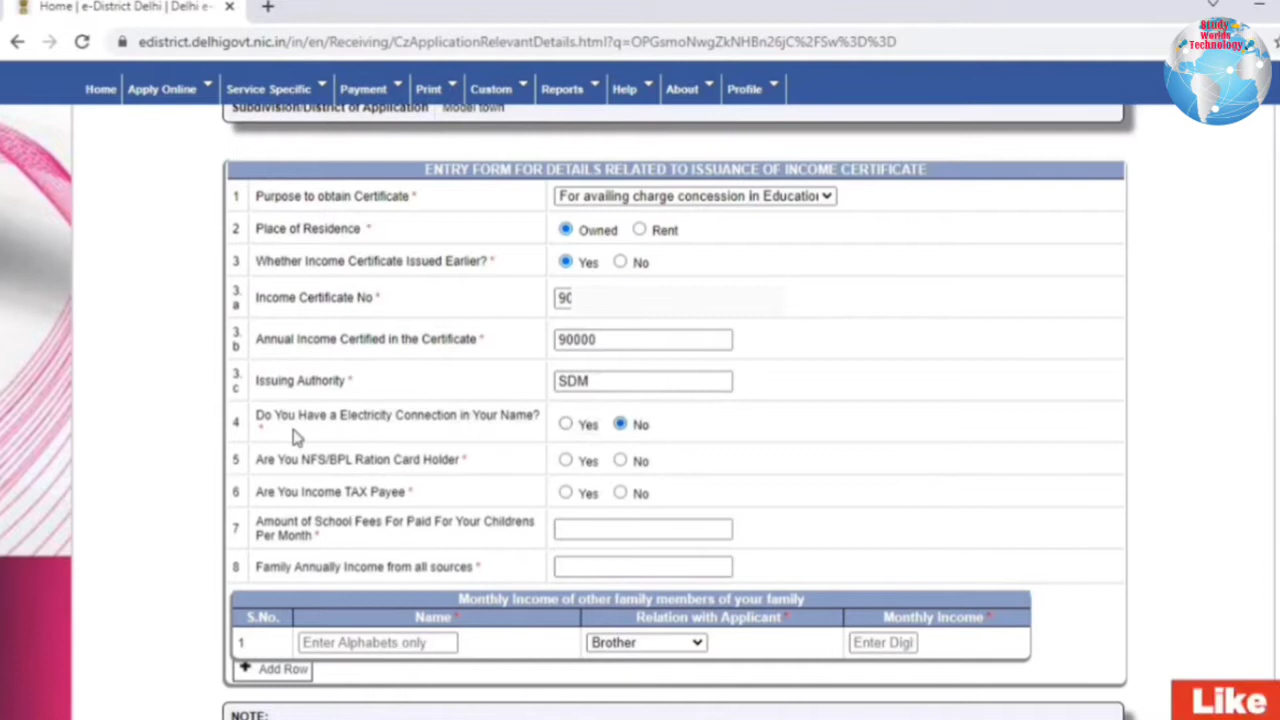 Home | e-District Delhi | Delhi e-
edistrict.delhigovt.nic.in/in/en/Receiving/CzApplicationRelevantDetails.html?q=OPGsmoNwgZkNHBn26jC%2FSw%3D%3D
Study
Worlds
Technology
Home Apply Online Service Specific Payment Print Custom Reports Help About Profile
Subdivision/District of Application Model town
ENTRY FORM FOR DETAILS RELATED TO ISSUANCE OF INCOME CERTIFICATE
1 Purpose to obtain Certificate * For availing charge concession in Education
2 Place of Residence * Owned Rent
3 Whether Income Certificate Issued Earlier? * Yes No
3.
a Income Certificate No * 90
3.
b Annual Income Certified in the Certificate * 90000
3.
c Issuing Authority * SDM
4 Do You Have a Electricity Connection in Your Name?
* Yes No
5 Are You NFS/BPL Ration Card Holder * Yes No
6 Are You Income TAX Payee * Yes No
7 Amount of School Fees For Paid For Your Childrens
Per Month *
8 Family Annually Income from all sources *
Monthly Income of other family members of your family
S.No. Name * Relation with Applicant * Monthly Income *
1 Enter Alphabets only Brother Enter Digi
+ Add Row
NOTE:
Like